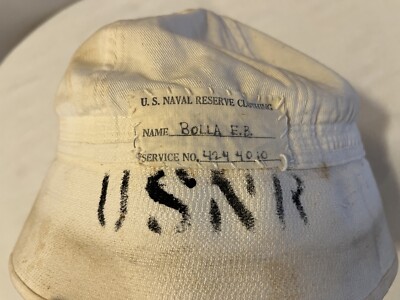 U. S. NAVAL RESERVE CLOTHING
NAME BOLLA E.B.
SERVICE NO. 424 40 10
USNR